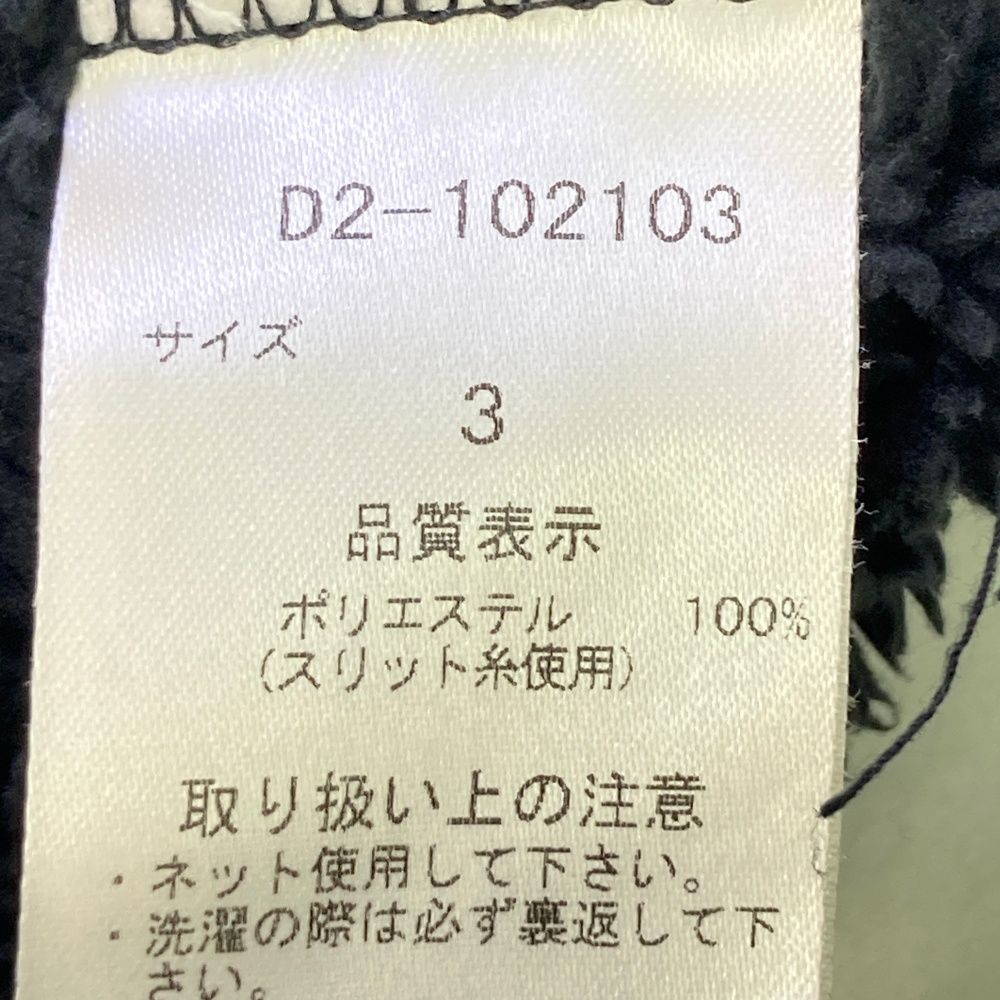 D2-102103
サイズ
3
品質表示
ポリエステル 100%
(スリット糸使用)
取り扱い上の注意
・ネット使用して下さい。
・洗濯の際は必ず裏返して下
さい。